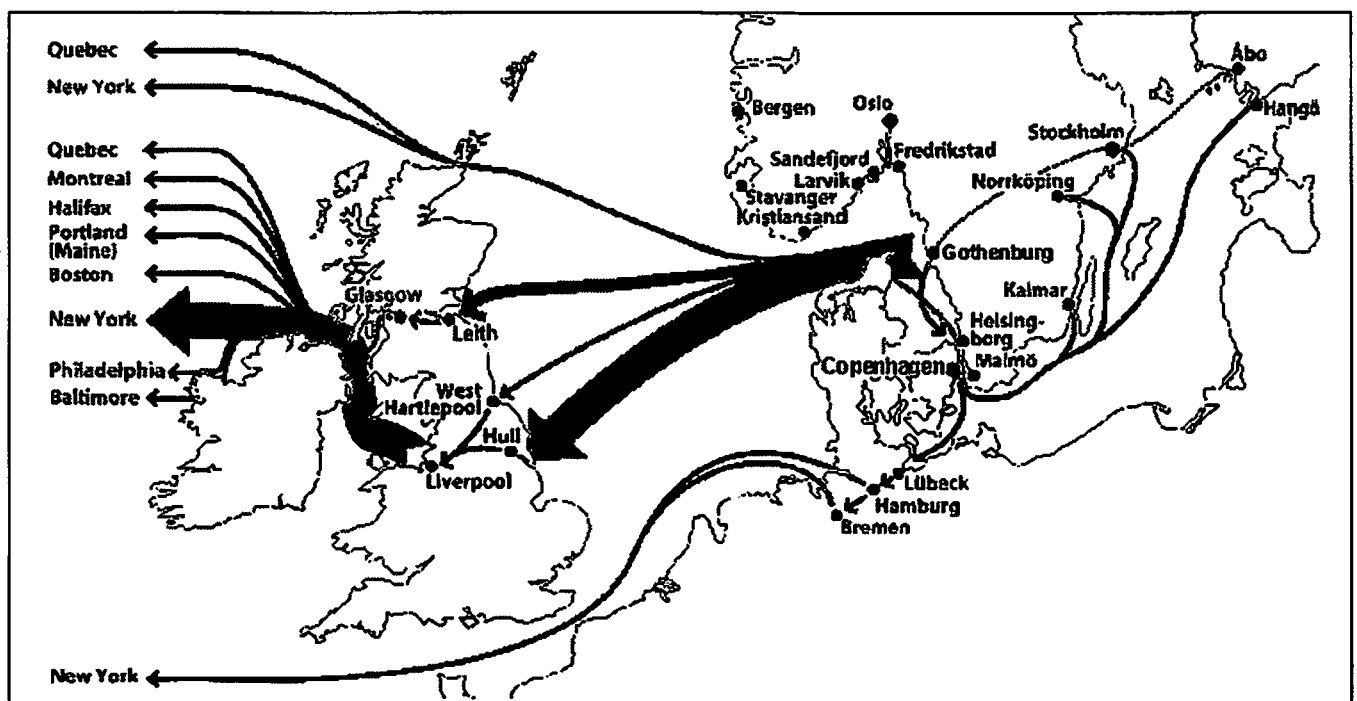 Quebec
New York
Quebec
Montreal
Halifax
Portland
(Maine)
Boston
New York
Philadelphia
Baltimore
New York
Glasgow
Leith
West
Hartlepool
Hull
Liverpool
Bergen
Oslo
Sandefjord
Fredrikstad
Larvik
Stavanger
Kristiansand
Åbo
Hangö
Stockholm
Norrköping
Gothenburg
Kalmar
Helsing-
borg
Malmö
Copenhagen
Lübeck
Hamburg
Bremen